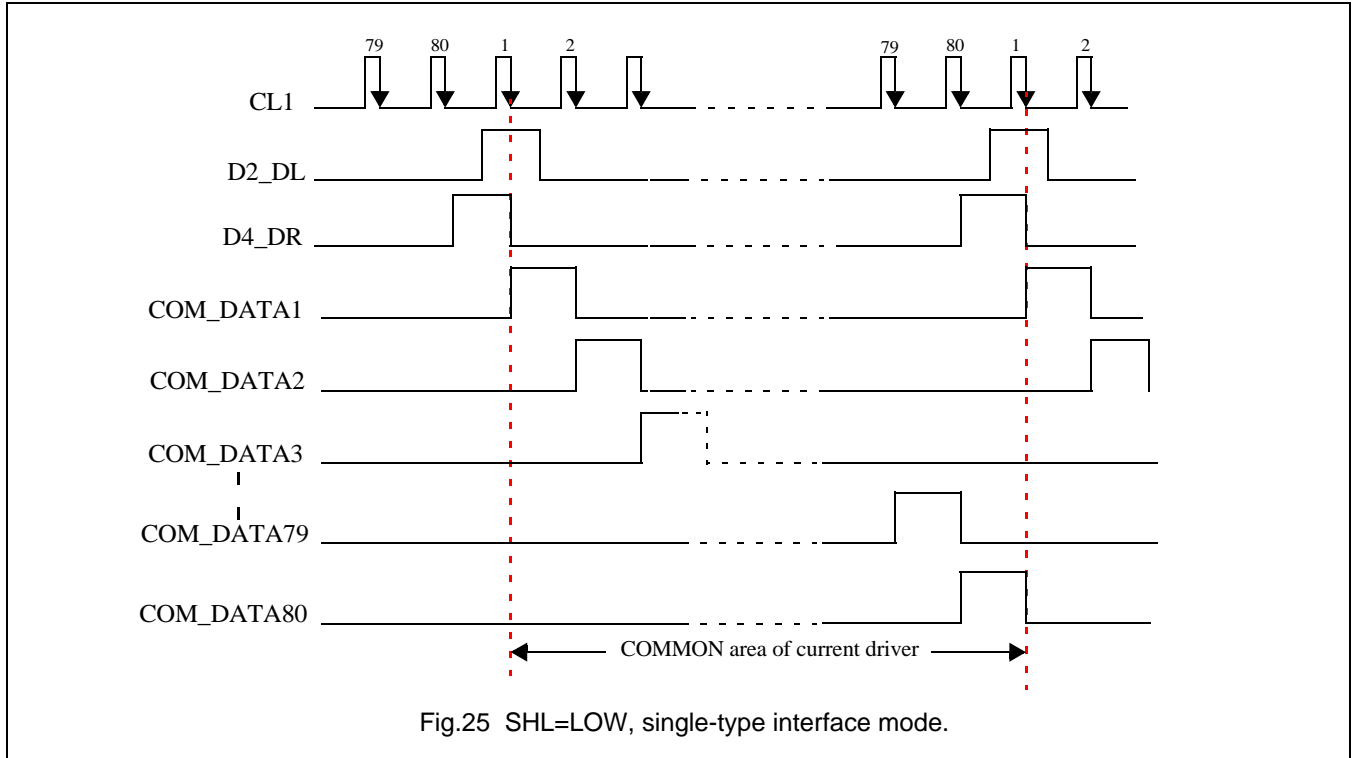 79 80 1 2 79 80 1 2
CL1
D2_DL
D4_DR
COM_DATA1
COM_DATA2
COM_DATA3
COM_DATA79
COM_DATA80
COMMON area of current driver
Fig.25 SHL=LOW, single-type interface mode.